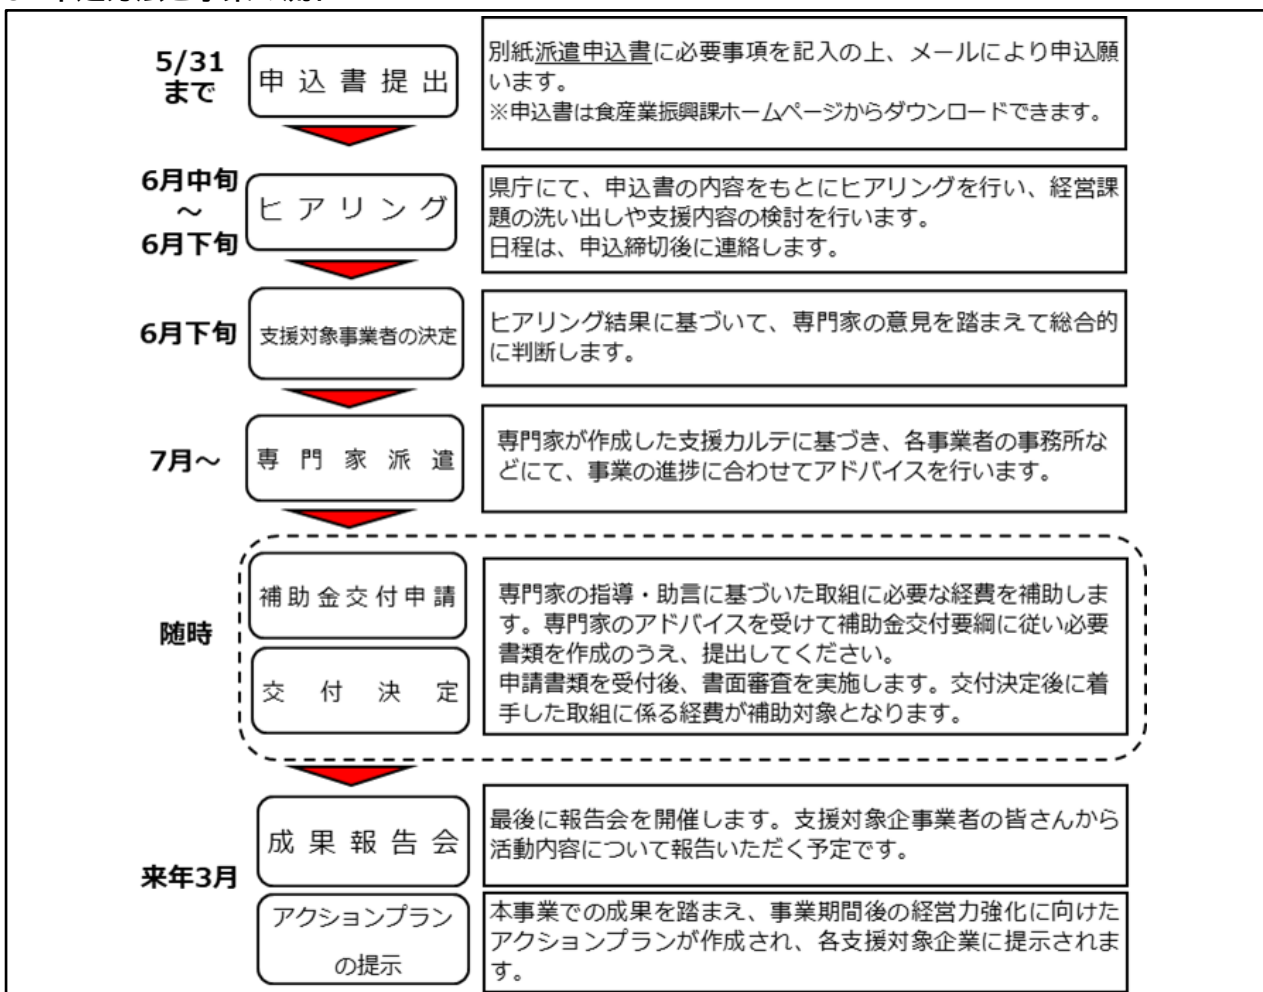 5/31
まで
申込書提出
別紙派遣申込書に必要事項を記入の上、メールにより申込願
います。
※申込書は食産業振興課ホームページからダウンロードできます。
6月中旬
～
6月下旬
ヒアリング
県庁にて、申込書の内容をもとにヒアリングを行い、経営課
題の洗い出しや支援内容の検討を行います。
日程は、申込締切後に連絡します。
6月下旬
支援対象事業者の決定
ヒアリング結果に基づいて、専門家の意見を踏まえて総合的
に判断します。
7月～
専門家派遣
専門家が作成した支援カルテに基づき、各事業者の事務所な
どにて、事業の進捗に合わせてアドバイスを行います。
随時
補助金交付申請
交付決定
専門家の指導・助言に基づいた取組に必要な経費を補助しま
す。専門家のアドバイスを受けて補助金交付要綱に従い必要
書類を作成のうえ、提出してください。
申請書類を受付後、書面審査を実施します。交付決定後に着
手した取組に係る経費が補助対象となります。
来年3月
成果報告会
最後に報告会を開催します。支援対象企事業者の皆さんから
活動内容について報告いただく予定です。
アクションプラン
の提示
本事業での成果を踏まえ、事業期間後の経営力強化に向けた
アクションプランが作成され、各支援対象企業に提示されま
す。